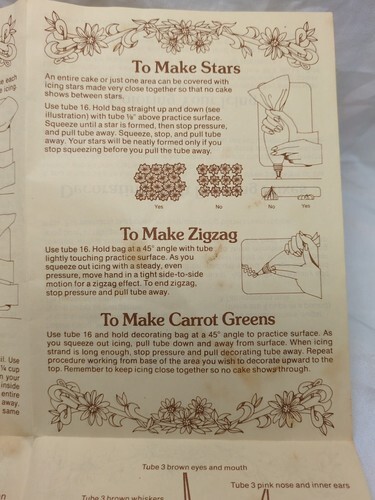 To Make Stars
An entire cake or just one area can be covered with
icing stars made very close together so that no cake
shows between stars.
Use tube 16. Hold bag straight up and down (see
illustration) with tube ⅛" above practice surface.
Squeeze until a star is formed, then stop pressure,
and pull tube away. Squeeze, stop, and pull tube
away. Your stars will be neatly formed only if you
stop squeezing before you pull the tube away.
Yes No No Yes
To Make Zigzag
Use tube 16. Hold bag at a 45° angle with tube
lightly touching practice surface. As you
squeeze out icing with a steady, even
pressure, move hand in a tight side-to-side
motion for a zigzag effect. To end zigzag,
stop pressure and pull tube away.
To Make Carrot Greens
Use tube 16 and hold decorating bag at 45° angle to practice surface. As
you squeeze out icing, pull tube down and away from surface. When icing
strand is long enough, stop pressure and pull decorating tube away. Repeat
procedure working from base of the area you wish to decorate upward to the
top. Remember to keep icing close together so no cake shows through.
Tube 3 brown eyes and mouth
Tube 3 pink nose and inner ears
Tube 3 brown whiskers
each
icing.
Use
¼ cup
your
inside
entire
away.
same